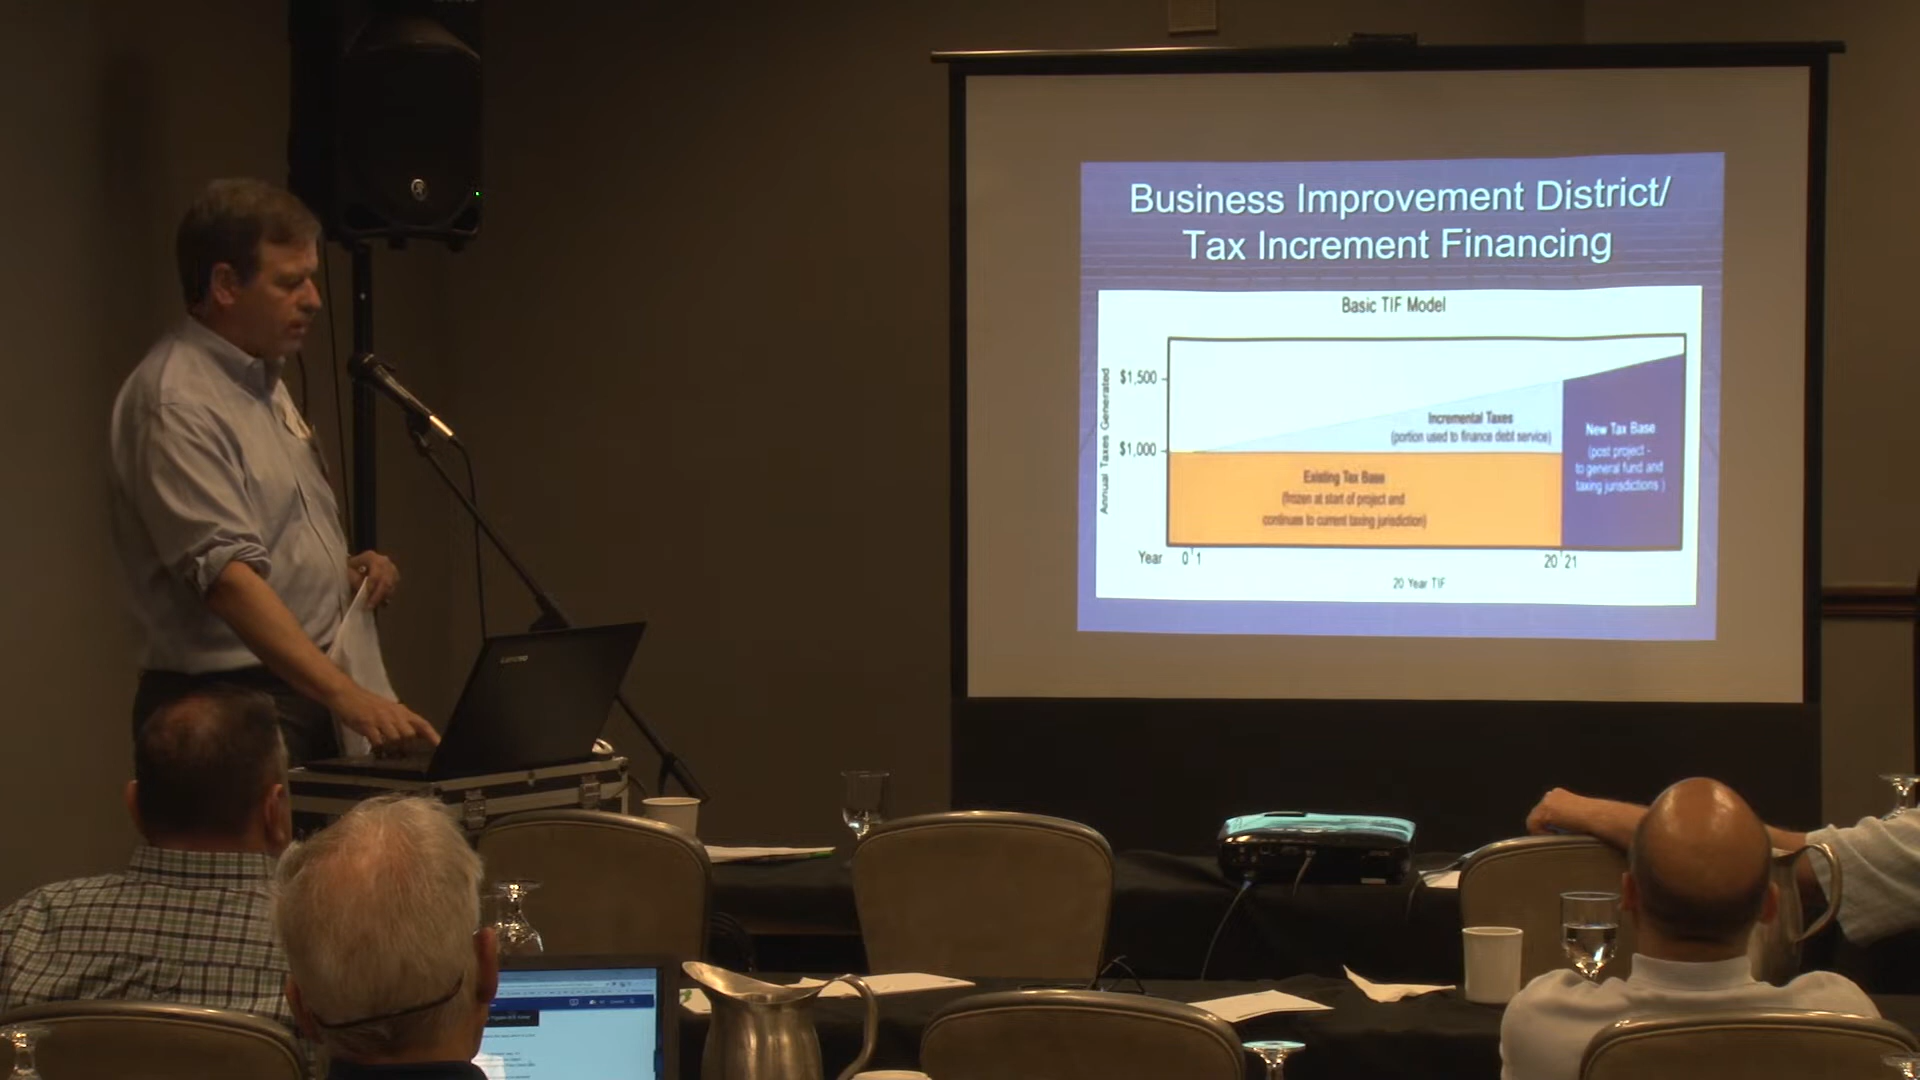 Business Improvement District/
Tax Increment Financing
Basic TIF Model
Annual Taxes Generated
$1,500
$1,000
Incremental Taxes
(portion used to finance debt service)
New Tax Base
(post project -
to general fund and
taxing jurisdictions )
Existing Tax Base
(frozen at start of project and
continues to current taxing jurisdiction)
Year 0 1 20 21
20 Year TIF
Lenovo